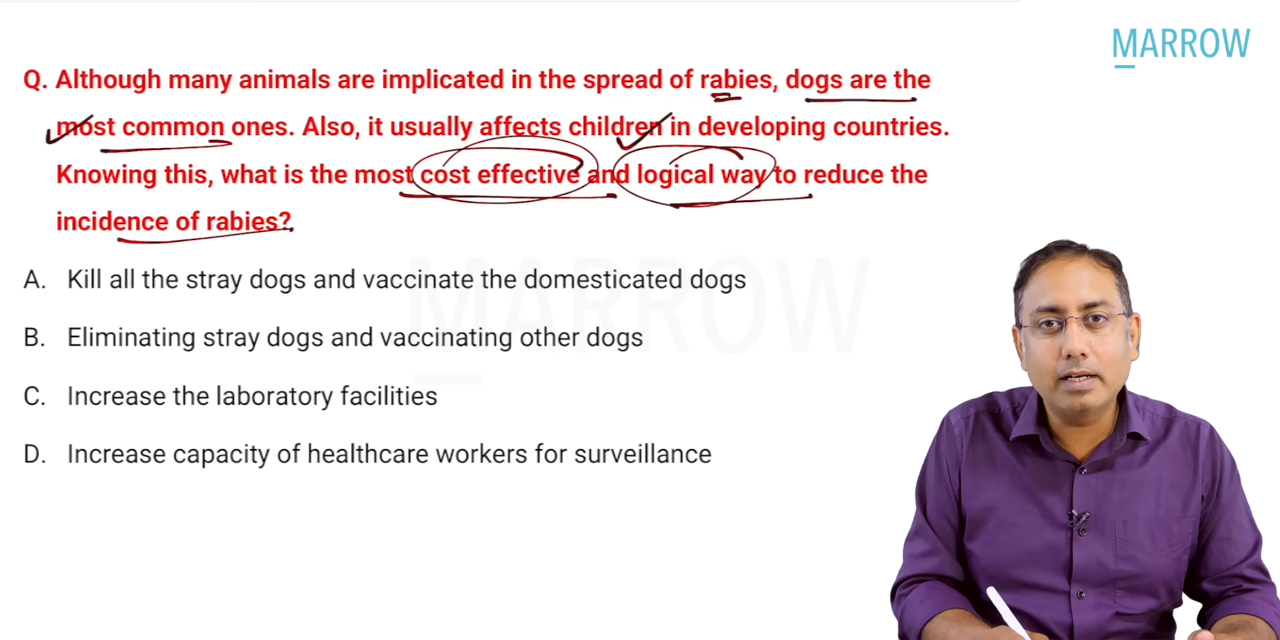 MARROW
Q. Although many animals are implicated in the spread of rabies, dogs are the
most common ones. Also, it usually affects children in developing countries.
Knowing this, what is the most cost effective and logical way to reduce the
incidence of rabies?
A. Kill all the stray dogs and vaccinate the domesticated dogs
B. Eliminating stray dogs and vaccinating other dogs
C. Increase the laboratory facilities
D. Increase capacity of healthcare workers for surveillance
MARROW